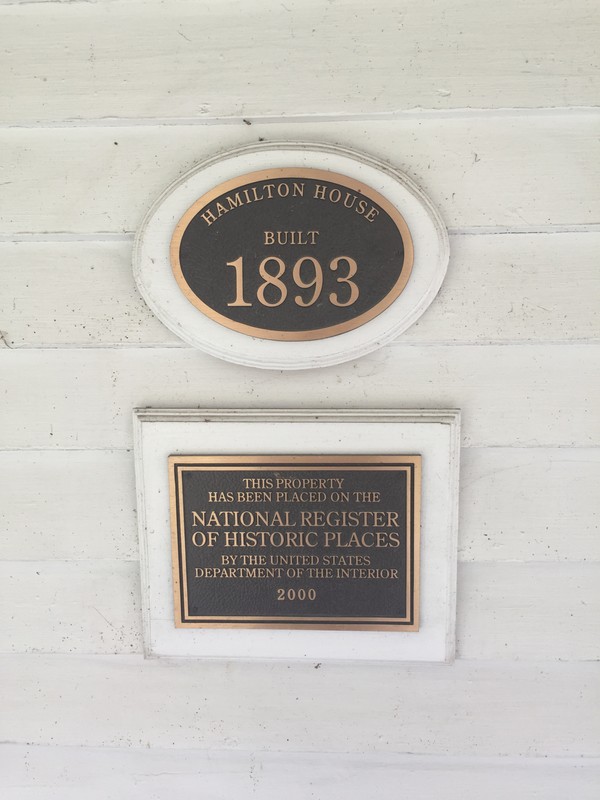 HAMILTON HOUSE
BUILT
1893
THIS PROPERTY
HAS BEEN PLACED ON THE
NATIONAL REGISTER
OF HISTORIC PLACES
BY THE UNITED STATES
DEPARTMENT OF THE INTERIOR
2000